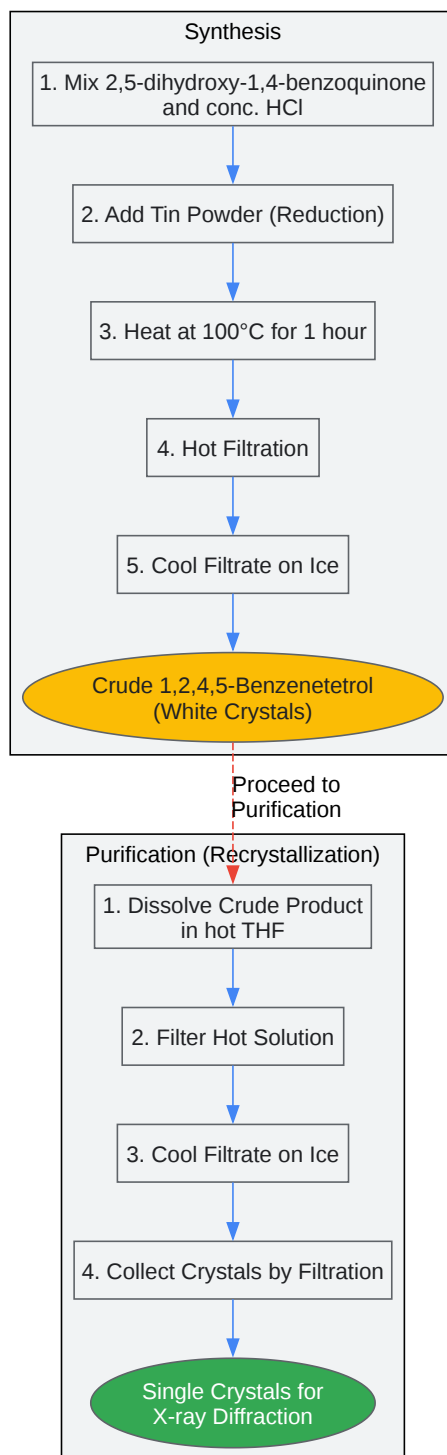 Synthesis
1. Mix 2,5-dihydroxy-1,4-benzoquinone
and conc. HCl
2. Add Tin Powder (Reduction)
3. Heat at 100°C for 1 hour
4. Hot Filtration
5. Cool Filtrate on Ice
Crude 1,2,4,5-Benzenetetrol
(White Crystals)
Proceed to
Purification
Purification (Recrystallization)
1. Dissolve Crude Product
in hot THF
2. Filter Hot Solution
3. Cool Filtrate on Ice
4. Collect Crystals by Filtration
Single Crystals for
X-ray Diffraction